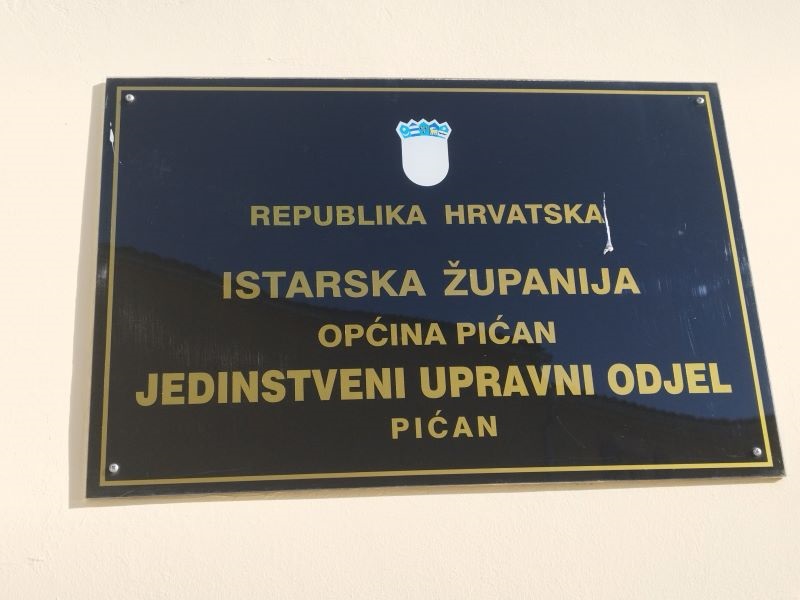 REPUBLIKA HRVATSKA
ISTARSKA ŽUPANIJA
OPĆINA PIĆAN
JEDINSTVENI UPRAVNI ODJEL
PIĆAN